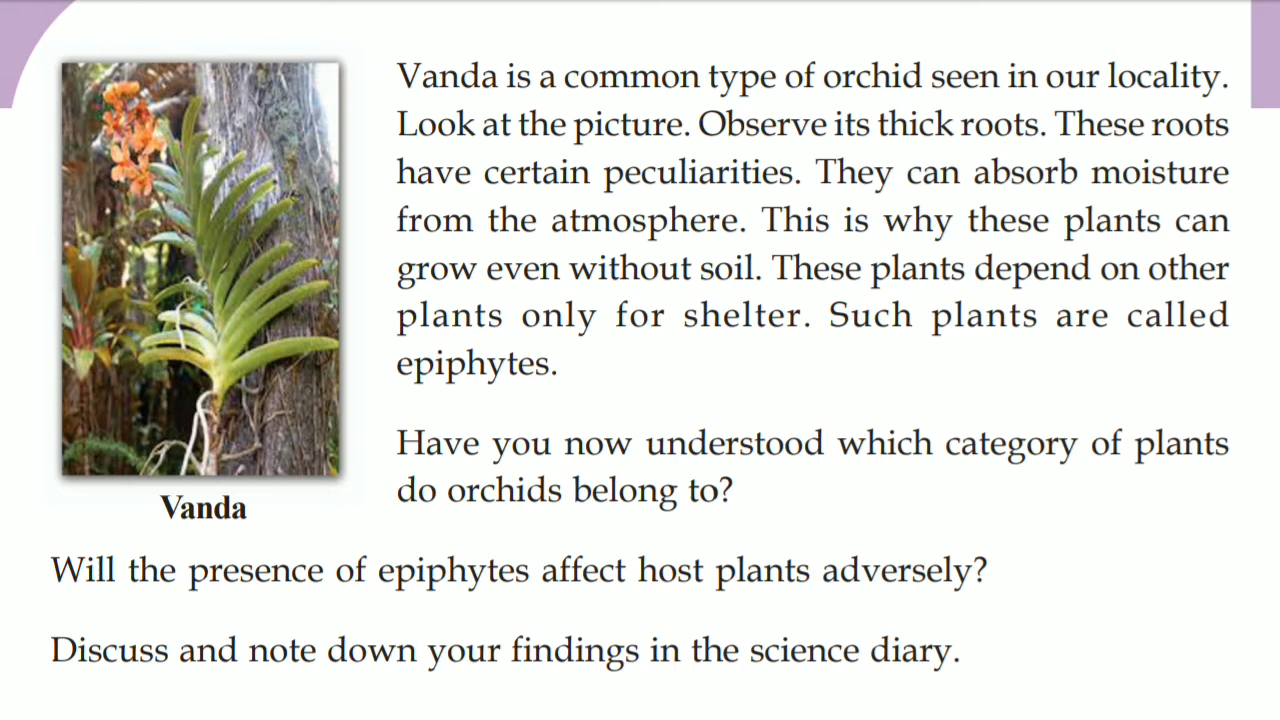 Vanda is a common type of orchid seen in our locality.
Look at the picture. Observe its thick roots. These roots
have certain peculiarities. They can absorb moisture
from the atmosphere. This is why these plants can
grow even without soil. These plants depend on other
plants only for shelter. Such plants are called
epiphytes.
Have you now understood which category of plants
do orchids belong to?
Vanda
Will the presence of epiphytes affect host plants adversely?
Discuss and note down your findings in the science diary.